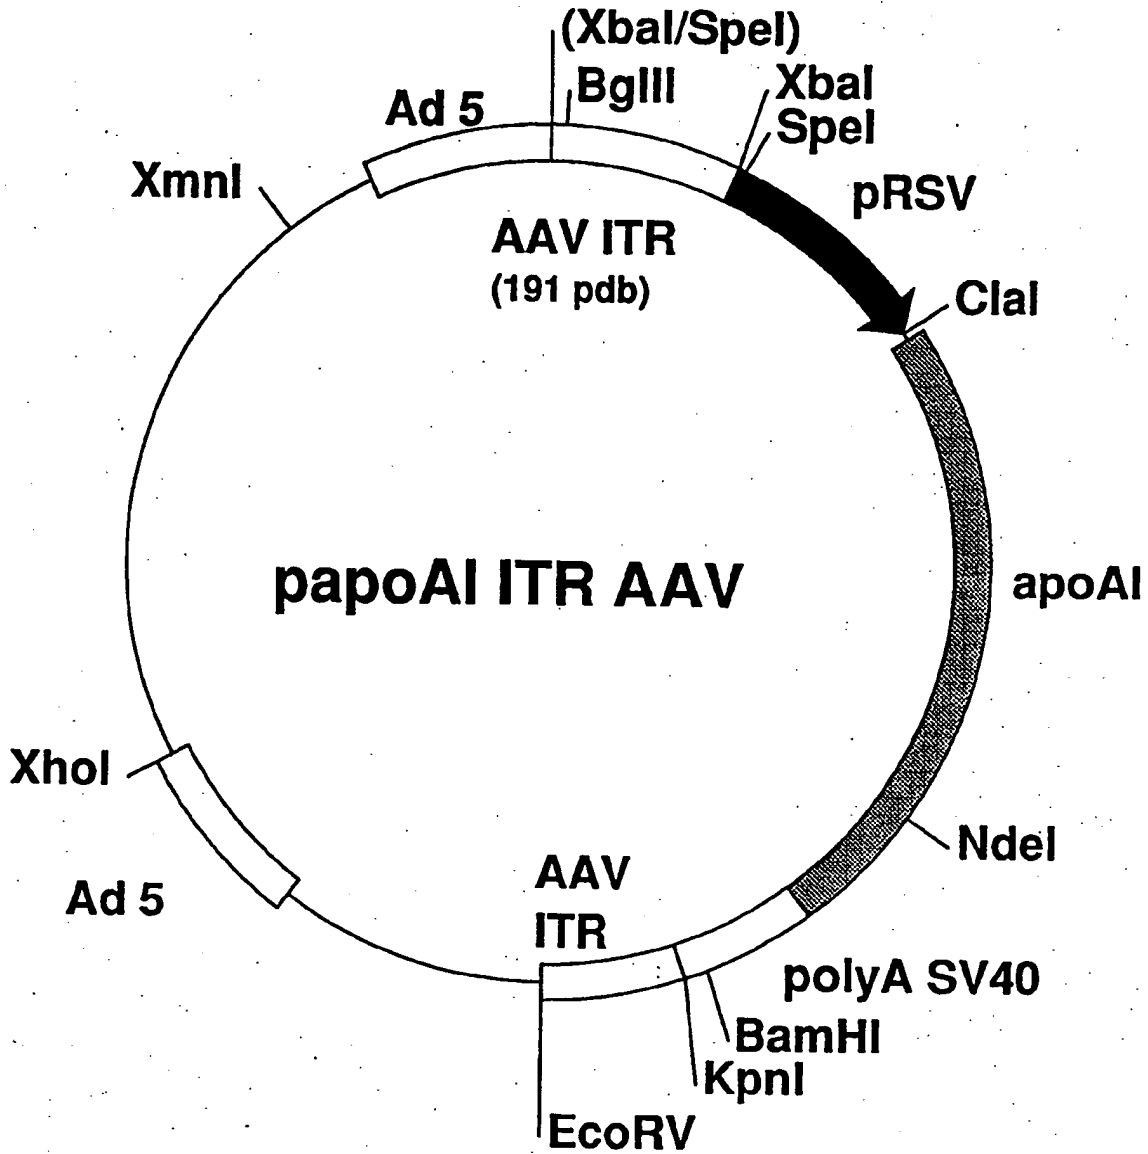 (XbaI/SpeI)
BglII
Ad 5
XbaI
SpeI
XmnI
pRSV
AAV ITR
(191 pdb)
ClaI
papoAI ITR AAV
apoAI
XhoI
NdeI
AAV
ITR
Ad 5
polyA SV40
BamHI
KpnI
EcoRV